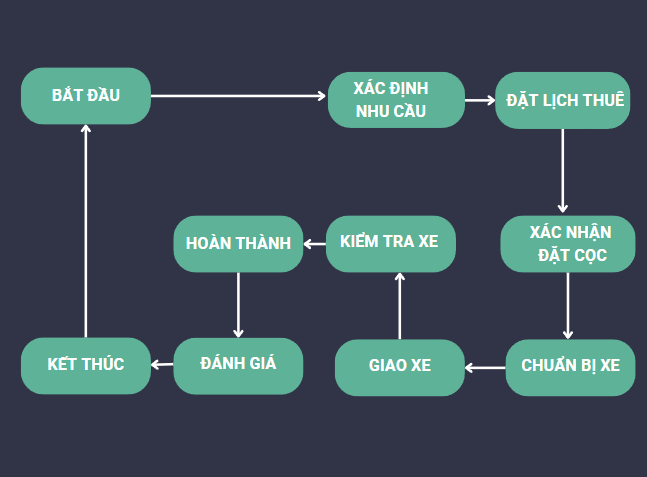 BẮT ĐẦU
XÁC ĐỊNH
NHU CẦU
ĐẶT LỊCH THUÊ
XÁC NHẬN
ĐẶT CỌC
CHUẨN BỊ XE
GIAO XE
KIỂM TRA XE
HOÀN THÀNH
ĐÁNH GIÁ
KẾT THÚC